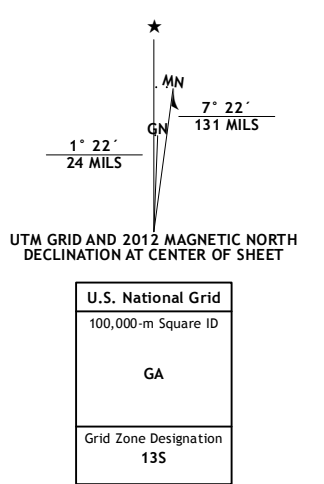 ★
MN
GN
7° 22´
131 MILS
1° 22´
24 MILS
UTM GRID AND 2012 MAGNETIC NORTH
DECLINATION AT CENTER OF SHEET
U.S. National Grid
100,000-m Square ID
GA
Grid Zone Designation
13S